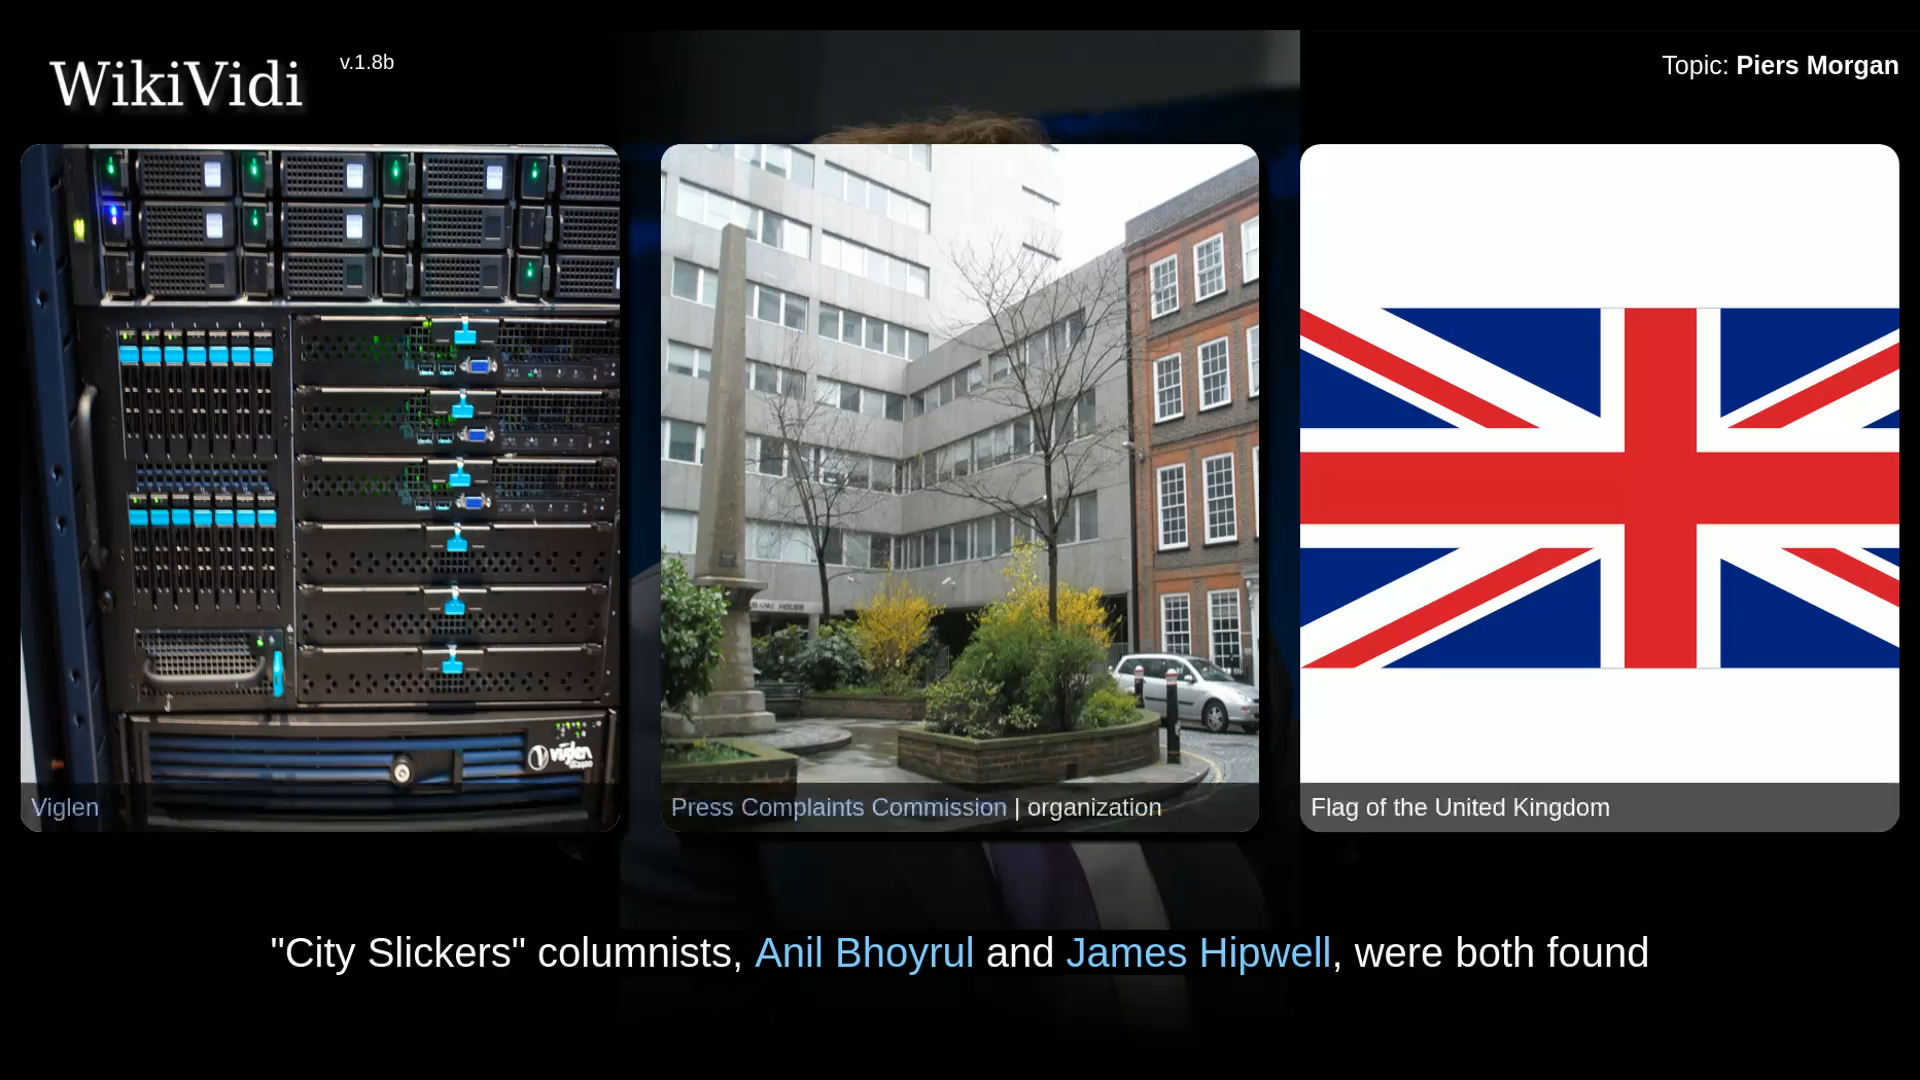 WikiVidi
v.1.8b
Topic: Piers Morgan
viglen
Viglen
Press Complaints Commission | organization
Flag of the United Kingdom
"City Slickers" columnists, Anil Bhoyrul and James Hipwell, were both found